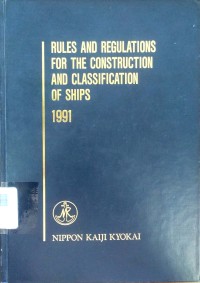 RULES AND REGULATIONS
FOR THE CONSTRUCTION
AND CLASSIFICATION
OF SHIPS
1991
NIPPON KAIJI KYOKAI